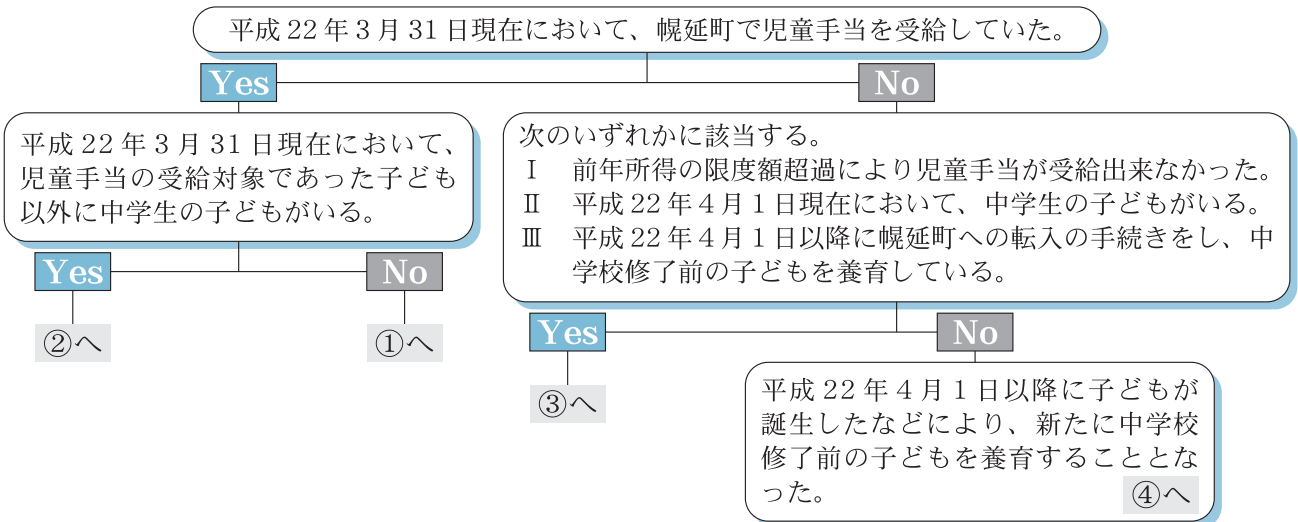 平成22年3月31日現在において、幌延町で児童手当を受給していた。
Yes
No
平成22年3月31日現在において、
児童手当の受給対象であった子ども
以外に中学生の子どもがいる。
Yes
No
②へ
①へ
次のいずれかに該当する。
Ⅰ 前年所得の限度額超過により児童手当が受給出来なかった。
Ⅱ 平成22年4月1日現在において、中学生の子どもがいる。
Ⅲ 平成22年4月1日以降に幌延町への転入の手続きをし、中
学校修了前の子どもを養育している。
Yes
No
③へ
平成22年4月1日以降に子どもが
誕生したなどにより、新たに中学校
修了前の子どもを養育することとな
った。
④へ